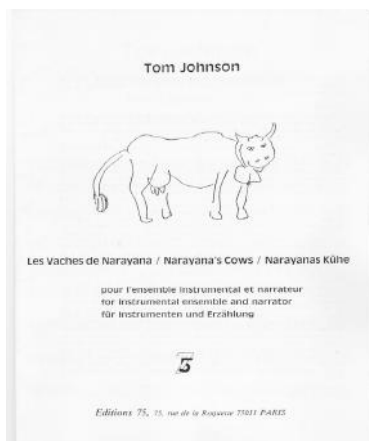 Tom Johnson
Les Vaches de Narayana / Narayana's Cows / Narayanas Kühe
pour l'ensemble instrumental et narrateur
for instrumental ensemble and narrator
für Instrumenten und Erzählung
75
Editions 75, 75, rue de la Roquette 75011 PARIS